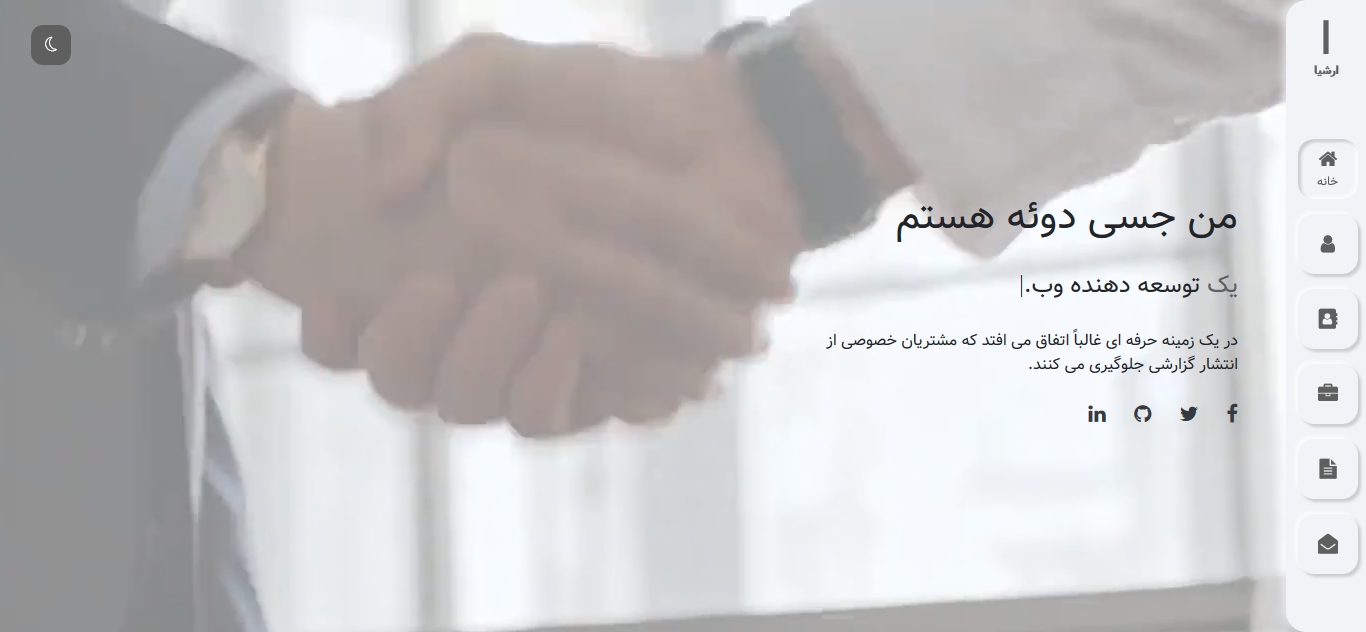 ا
ارشیا
خانه
من جسی دوئه هستم
یک توسعه دهنده وب.|
در یک زمینه حرفه ای غالباً اتفاق می افتد که مشتریان خصوصی از
انتشار گزارشی جلوگیری می کنند.